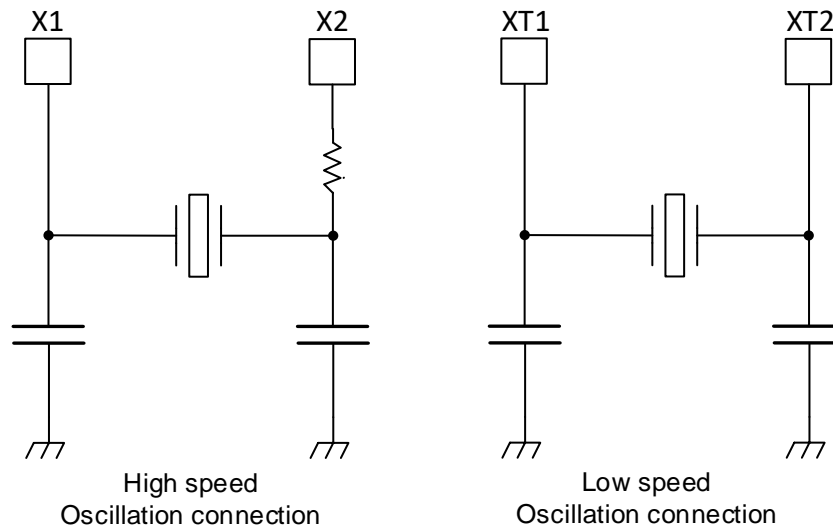 X1
X2
XT1
XT2
High speed
Oscillation connection
Low speed
Oscillation connection